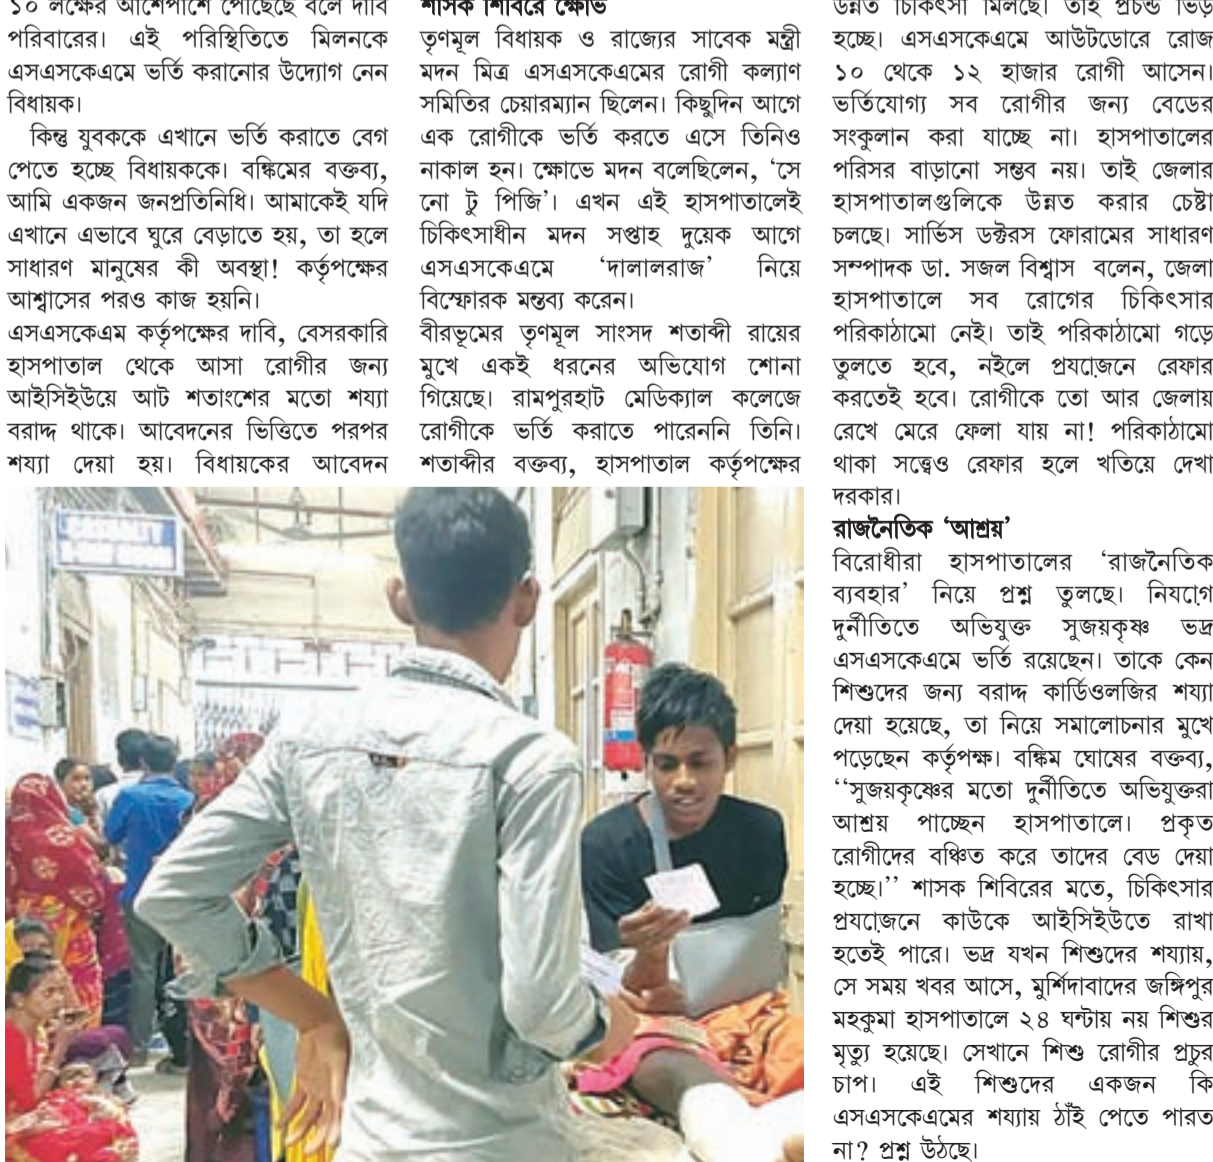 ১০ লক্ষের আশেপাশে পৌঁছেছে বলে দাবি
পরিবারের। এই পরিস্থিতিতে মিলনকে
এসএসকেএমে ভর্তি করানোর উদ্যোগ নেন
বিধায়ক।
কিন্তু যুবককে এখানে ভর্তি করাতে বেগ
পেতে হচ্ছে বিধায়ককে। বঙ্কিমের বক্তব্য,
আমি একজন জনপ্রতিনিধি। আমাকেই যদি
এখানে এভাবে ঘুরে বেড়াতে হয়, তা হলে
সাধারণ মানুষের কী অবস্থা! কর্তৃপক্ষের
আশ্বাসের পরও কাজ হয়নি।
এসএসকেএম কর্তৃপক্ষের দাবি, বেসরকারি
হাসপাতাল থেকে আসা রোগীর জন্য
আইসিইউয়ে আট শতাংশের মতো শয্যা
বরাদ্দ থাকে। আবেদনের ভিত্তিতে পরপর
শয্যা দেয়া হয়। বিধায়কের আবেদন
শাসক শিবিরে ক্ষোভ
তৃণমূল বিধায়ক ও রাজ্যের সাবেক মন্ত্রী
মদন মিত্র এসএসকেএমের রোগী কল্যাণ
সমিতির চেয়ারম্যান ছিলেন। কিছুদিন আগে
এক রোগীকে ভর্তি করতে এসে তিনিও
নাকাল হন। ক্ষোভে মদন বলেছিলেন, ‘সে
নো টু পিজি’। এখন এই হাসপাতালেই
চিকিৎসাধীন মদন সপ্তাহ দুয়েক আগে
এসএসকেএমে ‘দালালরাজ’ নিয়ে
বিস্ফোরক মন্তব্য করেন।
বীরভূমের তৃণমূল সাংসদ শতাব্দী রায়ের
মুখে একই ধরনের অভিযোগ শোনা
গিয়েছে। রামপুরহাট মেডিক্যাল কলেজে
রোগীকে ভর্তি করাতে পারেননি তিনি।
শতাব্দীর বক্তব্য, হাসপাতাল কর্তৃপক্ষের
উন্নত চিকিৎসা মিলছে। তাই প্রচন্ড ভিড়
হচ্ছে। এসএসকেএমে আউটডোরে রোজ
১০ থেকে ১২ হাজার রোগী আসেন।
ভর্তিযোগ্য সব রোগীর জন্য বেডের
সংকুলান করা যাচ্ছে না। হাসপাতালের
পরিসর বাড়ানো সম্ভব নয়। তাই জেলার
হাসপাতালগুলিকে উন্নত করার চেষ্টা
চলছে। সার্ভিস ডক্টরস ফোরামের সাধারণ
সম্পাদক ডা. সজল বিশ্বাস বলেন, জেলা
হাসপাতালে সব রোগের চিকিৎসার
পরিকাঠামো নেই। তাই পরিকাঠামো গড়ে
তুলতে হবে, নইলে প্রযাে়জনে রেফার
করতেই হবে। রোগীকে তো আর জেলায়
রেখে মেরে ফেলা যায় না! পরিকাঠামো
থাকা সত্ত্বেও রেফার হলে খতিয়ে দেখা
দরকার।
রাজনৈতিক ‘আশ্রয়’
বিরোধীরা হাসপাতালের ‘রাজনৈতিক
ব্যবহার’ নিয়ে প্রশ্ন তুলছে। নিযাে়গ
দুর্নীতিতে অভিযুক্ত সুজয়কৃষ্ণ ভদ্র
এসএসকেএমে ভর্তি রয়েছেন। তাকে কেন
শিশুদের জন্য বরাদ্দ কার্ডিওলজির শয্যা
দেয়া হয়েছে, তা নিয়ে সমালোচনার মুখে
পড়েছেন কর্তৃপক্ষ। বঙ্কিম ঘোষের বক্তব্য,
‘‘সুজয়কৃষ্ণের মতো দুর্নীতিতে অভিযুক্তরা
আশ্রয় পাচ্ছেন হাসপাতালে। প্রকৃত
রোগীদের বঞ্চিত করে তাদের বেড দেয়া
হচ্ছে।’’ শাসক শিবিরের মতে, চিকিৎসার
প্রযাে়জনে কাউকে আইসিইউতে রাখা
হতেই পারে। ভদ্র যখন শিশুদের শয্যায়,
সে সময় খবর আসে, মুর্শিদাবাদের জঙ্গিপুর
মহকুমা হাসপাতালে ২৪ ঘন্টায় নয় শিশুর
মৃত্যু হয়েছে। সেখানে শিশু রোগীর প্রচুর
চাপ। এই শিশুদের একজন কি
এসএসকেএমের শয্যায় ঠাঁই পেতে পারত
না? প্রশ্ন উঠছে।